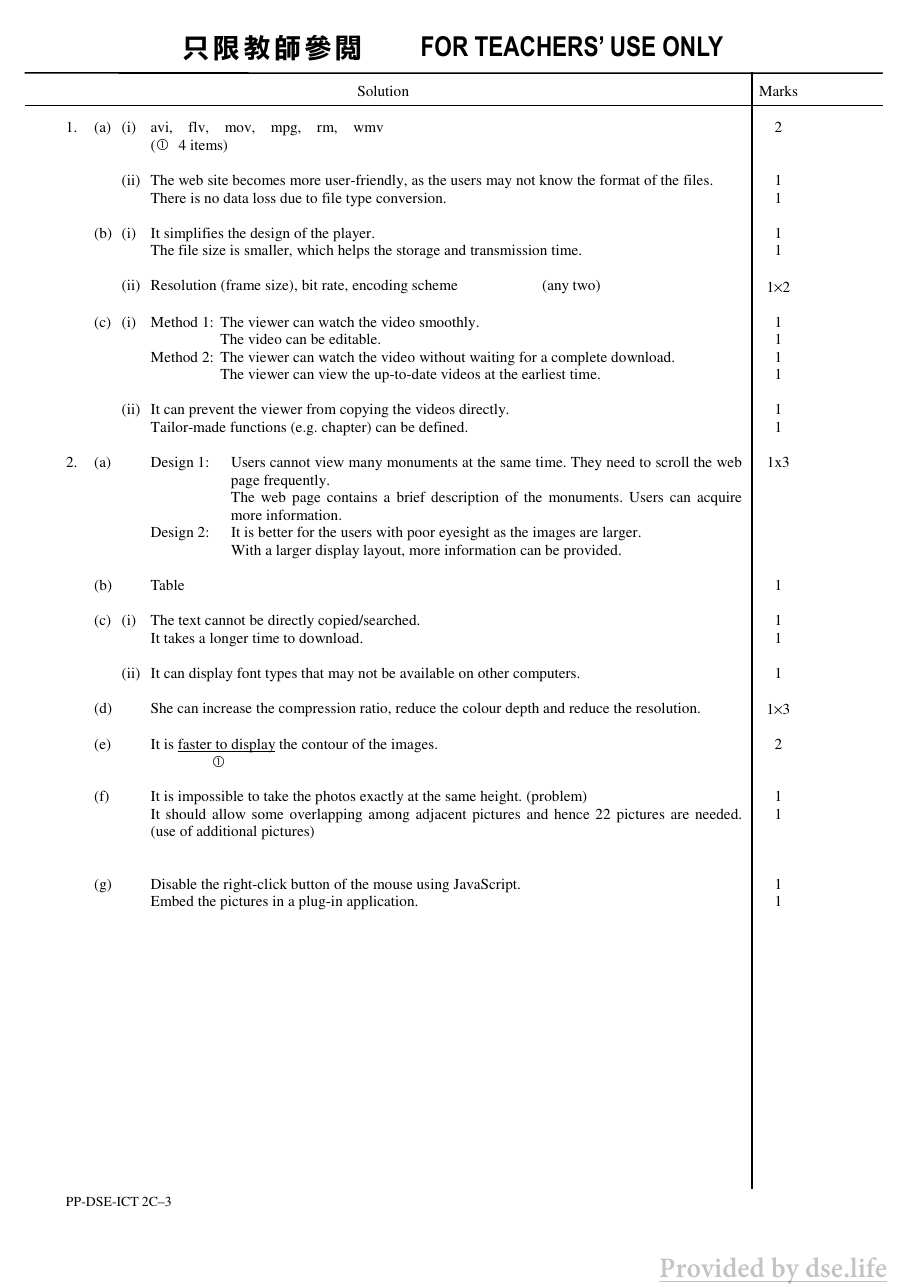 只限教師參閱 FOR TEACHERS' USE ONLY
Solution Marks
1. (a) (i) avi, flv, mov, mpg, rm, wmv 2
(① 4 items)
(ii) The web site becomes more user-friendly, as the users may not know the format of the files. 1
There is no data loss due to file type conversion. 1
(b) (i) It simplifies the design of the player. 1
The file size is smaller, which helps the storage and transmission time. 1
(ii) Resolution (frame size), bit rate, encoding scheme (any two) 1×2
(c) (i) Method 1: The viewer can watch the video smoothly. 1
The video can be editable. 1
Method 2: The viewer can watch the video without waiting for a complete download. 1
The viewer can view the up-to-date videos at the earliest time. 1
(ii) It can prevent the viewer from copying the videos directly. 1
Tailor-made functions (e.g. chapter) can be defined. 1
2. (a) Design 1: Users cannot view many monuments at the same time. They need to scroll the web 1x3
page frequently.
The web page contains a brief description of the monuments. Users can acquire
more information.
Design 2: It is better for the users with poor eyesight as the images are larger.
With a larger display layout, more information can be provided.
(b) Table 1
(c) (i) The text cannot be directly copied/searched. 1
It takes a longer time to download. 1
(ii) It can display font types that may not be available on other computers. 1
(d) She can increase the compression ratio, reduce the colour depth and reduce the resolution. 1×3
(e) It is faster to display the contour of the images. 2
①
(f) It is impossible to take the photos exactly at the same height. (problem) 1
It should allow some overlapping among adjacent pictures and hence 22 pictures are needed. 1
(use of additional pictures)
(g) Disable the right-click button of the mouse using JavaScript. 1
Embed the pictures in a plug-in application. 1
PP-DSE-ICT 2C–3
Provided by dse.life